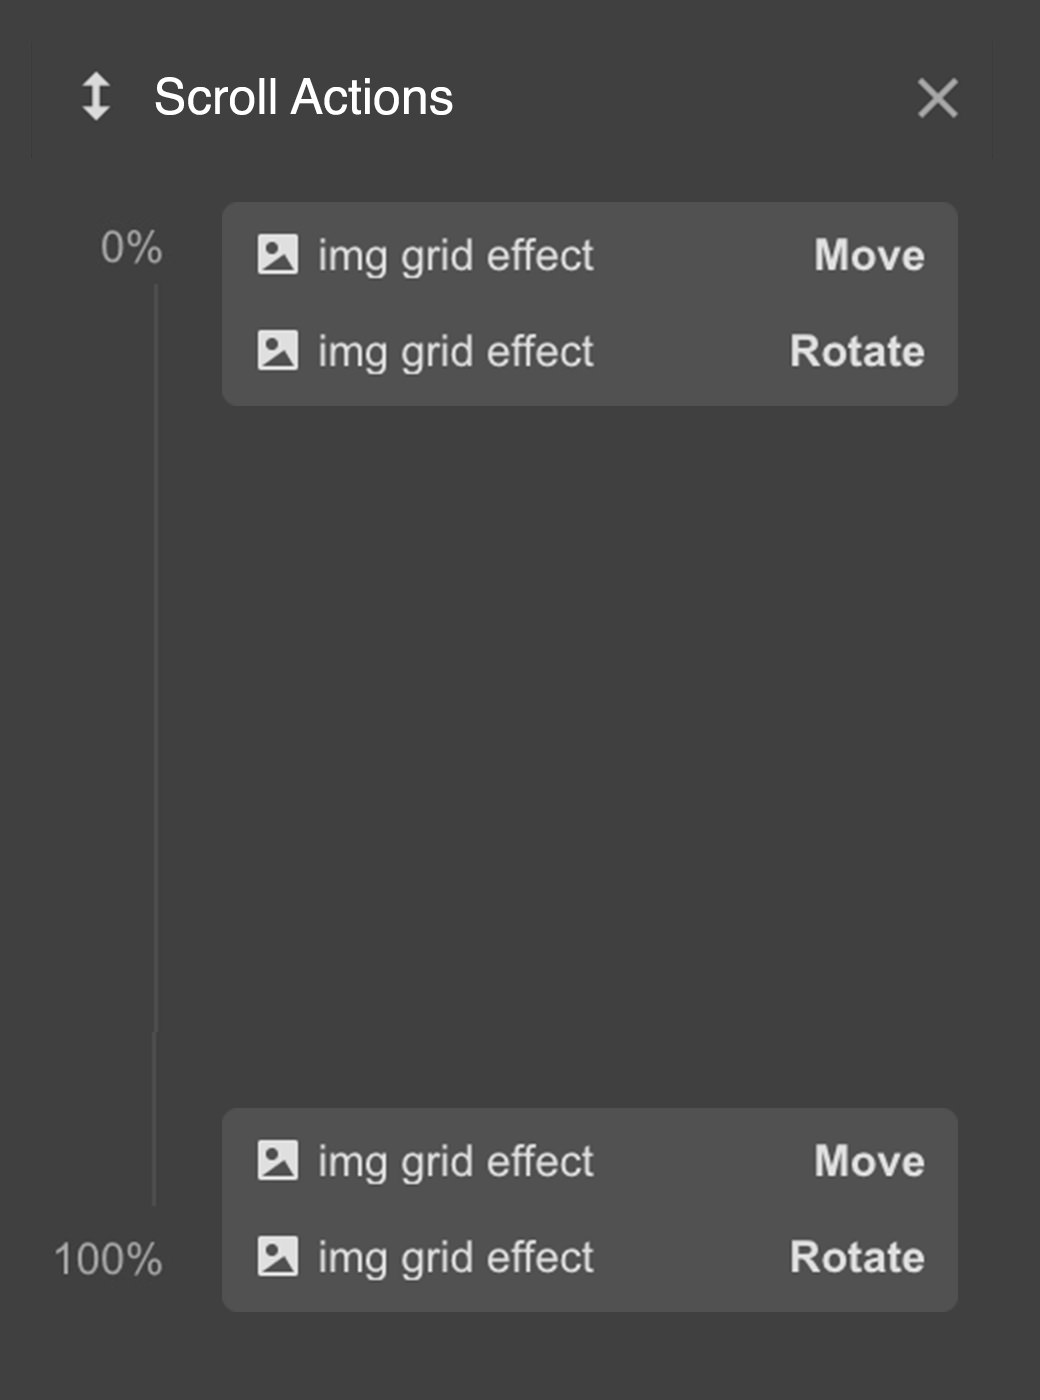 Scroll Actions
0%
img grid effect Move
img grid effect Rotate
img grid effect Move
100%
img grid effect Rotate